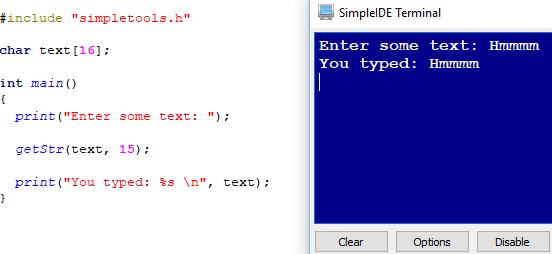 #include "simpletools.h"
char text[16];
int main()
{
print("Enter some text: ");
getStr(text, 15);
print("You typed: %s \n", text);
}
SimpleIDE Terminal
Enter some text: Hmmmm
You typed: Hmmmm
Clear
Options
Disable